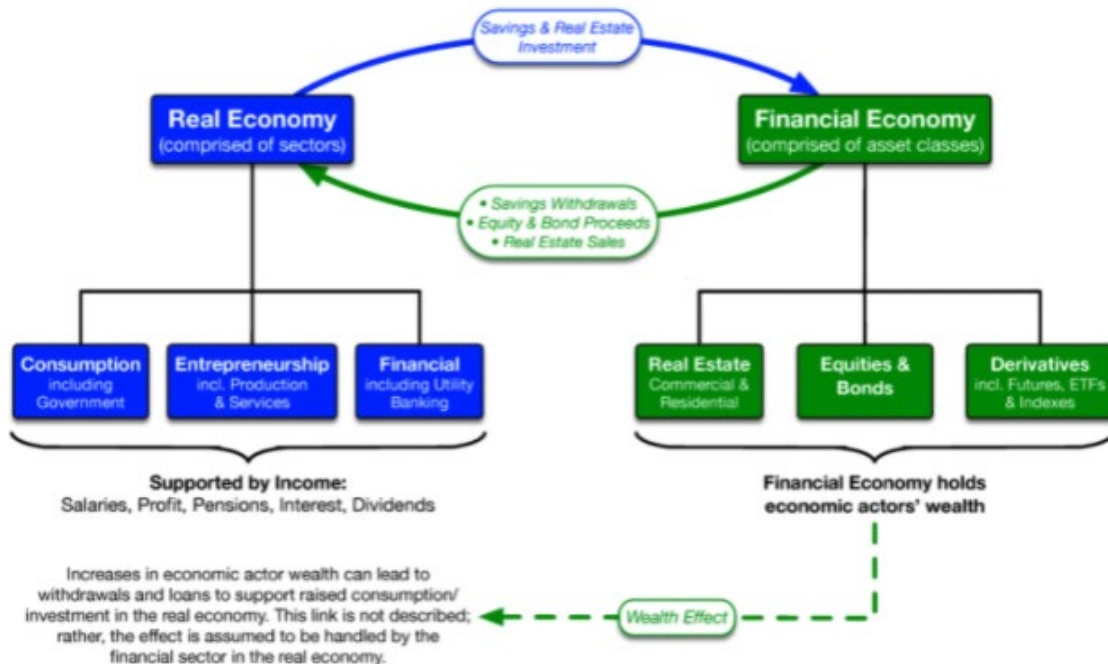 Savings & Real Estate
Investment
Real Economy
(comprised of sectors)
Financial Economy
(comprised of asset classes)
• Savings Withdrawals
• Equity & Bond Proceeds
• Real Estate Sales
Consumption
including
Government
Entrepreneurship
incl. Production
& Services
Financial
including Utility
Banking
Real Estate
Commercial &
Residential
Equities &
Bonds
Derivatives
incl. Futures, ETFs
& Indexes
Supported by Income:
Salaries, Profit, Pensions, Interest, Dividends
Financial Economy holds
economic actors' wealth
Increases in economic actor wealth can lead to
withdrawals and loans to support raised consumption/
investment in the real economy. This link is not described;
rather, the effect is assumed to be handled by the
financial sector in the real economy.
Wealth Effect